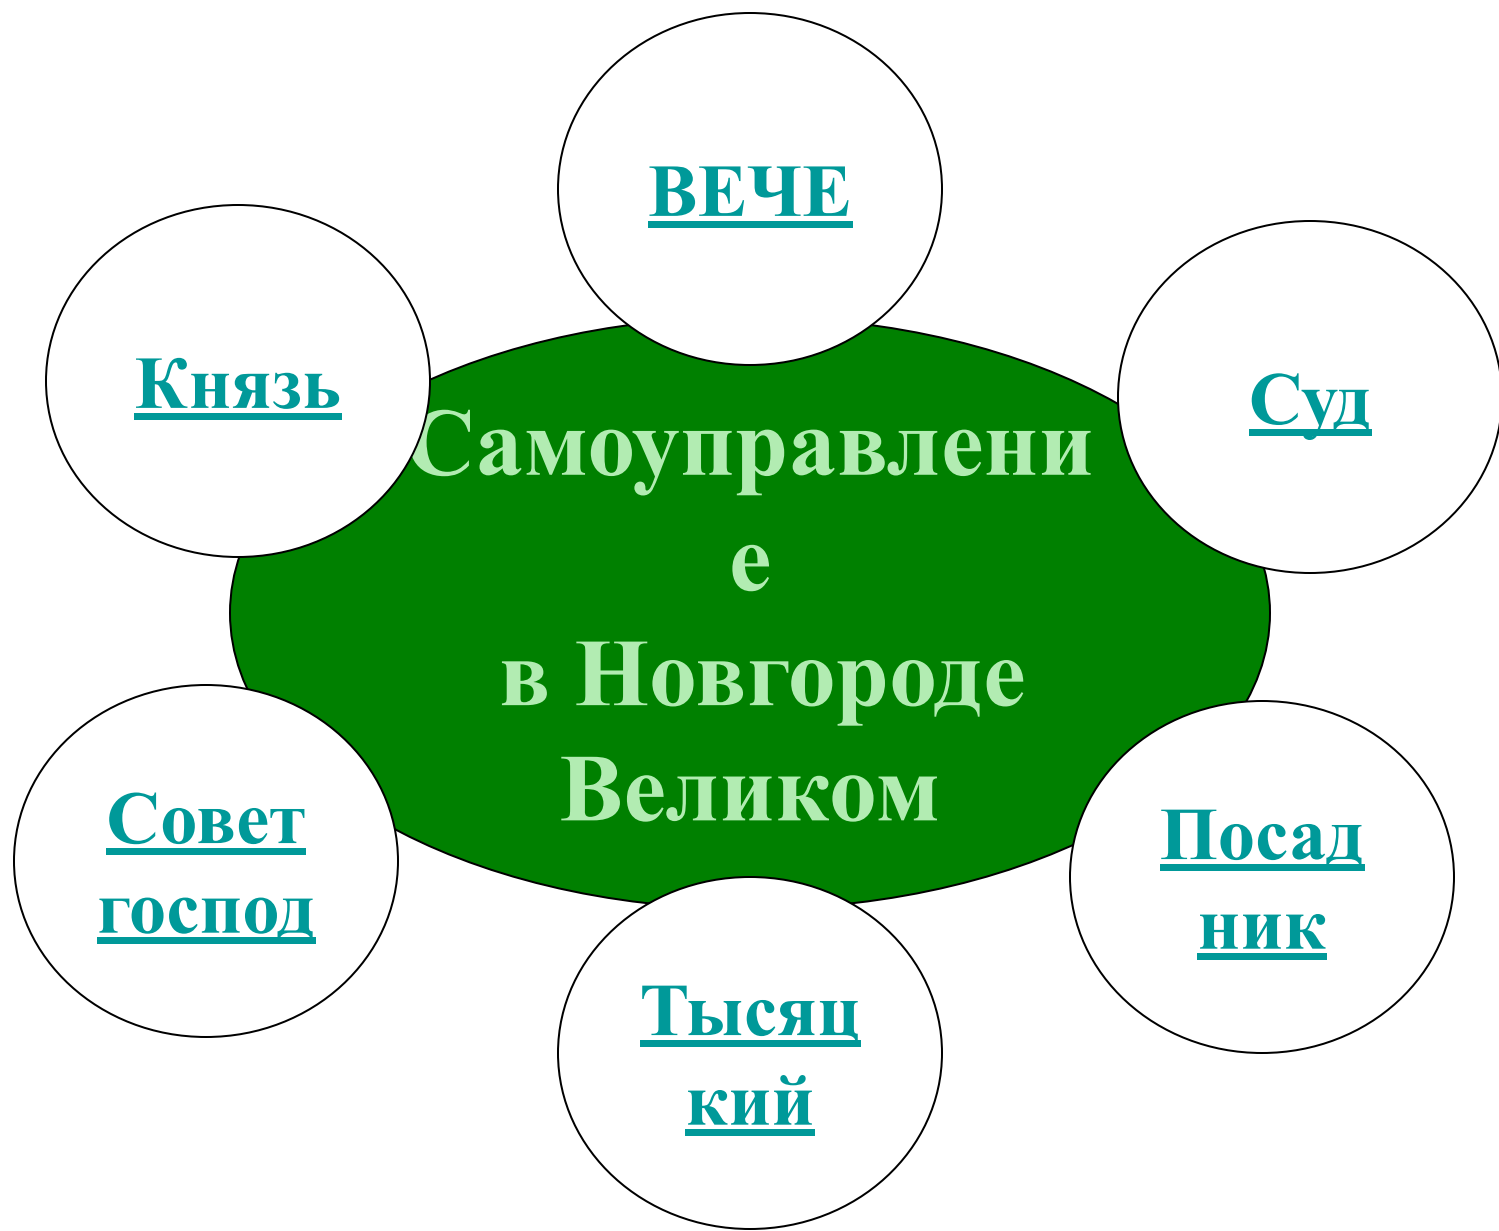 ВЕЧЕ
Князь
Суд
Самоуправлени
е
в Новгороде
Великом
Совет
господ
Посад
ник
Тысяц
кий